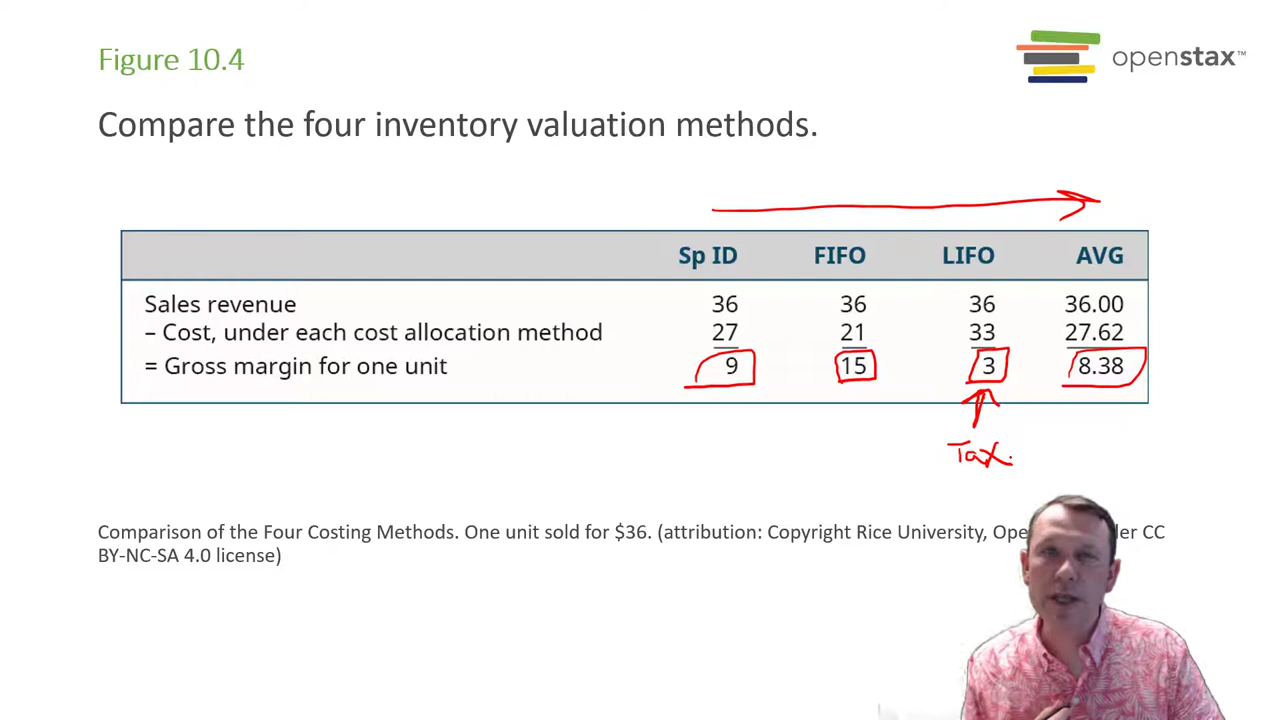 Figure 10.4
openstax™
Compare the four inventory valuation methods.
Sp ID FIFO LIFO AVG
Sales revenue 36 36 36 36.00
– Cost, under each cost allocation method 27 21 33 27.62
= Gross margin for one unit 9 15 3 8.38
Tax.
Comparison of the Four Costing Methods. One unit sold for $36. (attribution: Copyright Rice University, Ope er CC
BY-NC-SA 4.0 license)